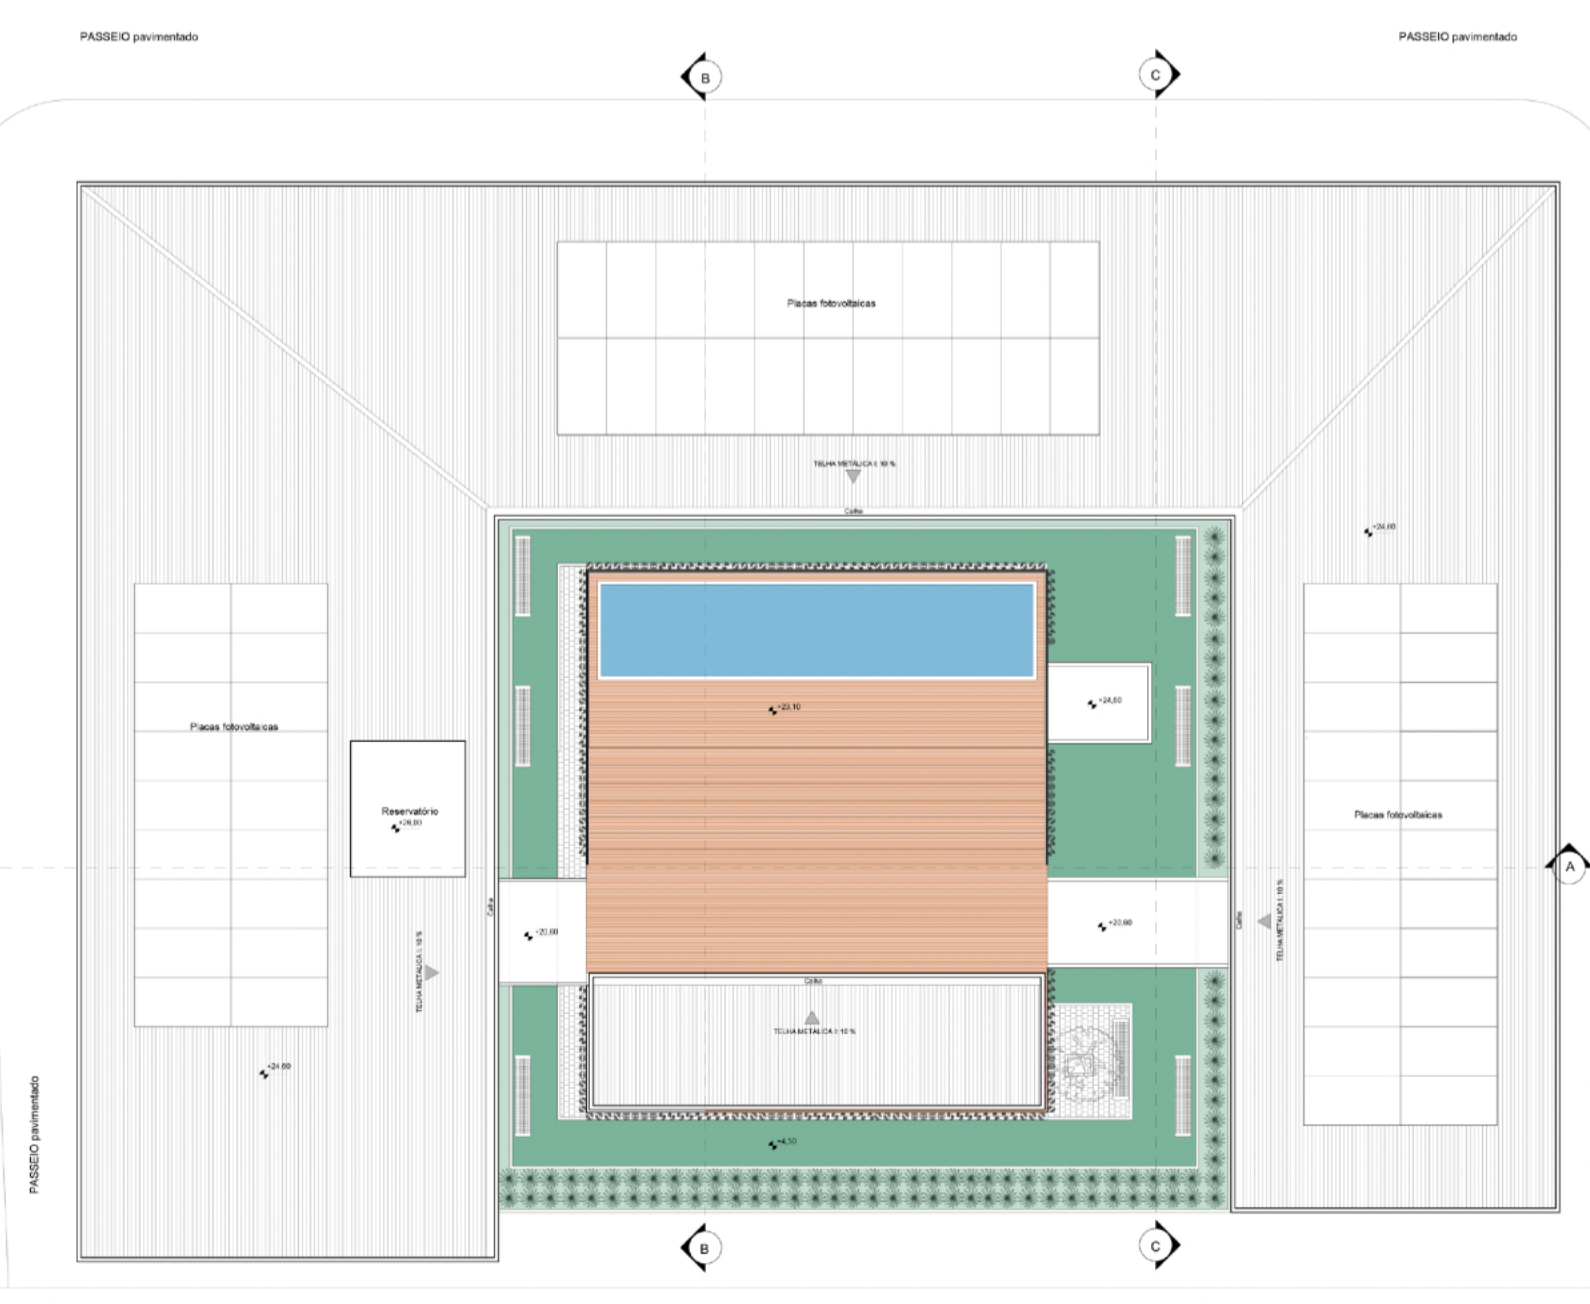 PASSEIO pavimentado
PASSEIO pavimentado
B
C
Placas fotovoltaicas
TELHA METÁLICA I: 10 %
Calha
+24,60
+23,10
+24,60
Placas fotovoltaicas
Reservatório
+26,00
Placas fotovoltaicas
A
Calha
+20,60
+20,60
Calha
TELHA METÁLICA I: 10 %
TELHA METÁLICA I: 10 %
Calha
TELHA METÁLICA I: 10 %
+24,60
+4,50
PASSEIO pavimentado
B
C